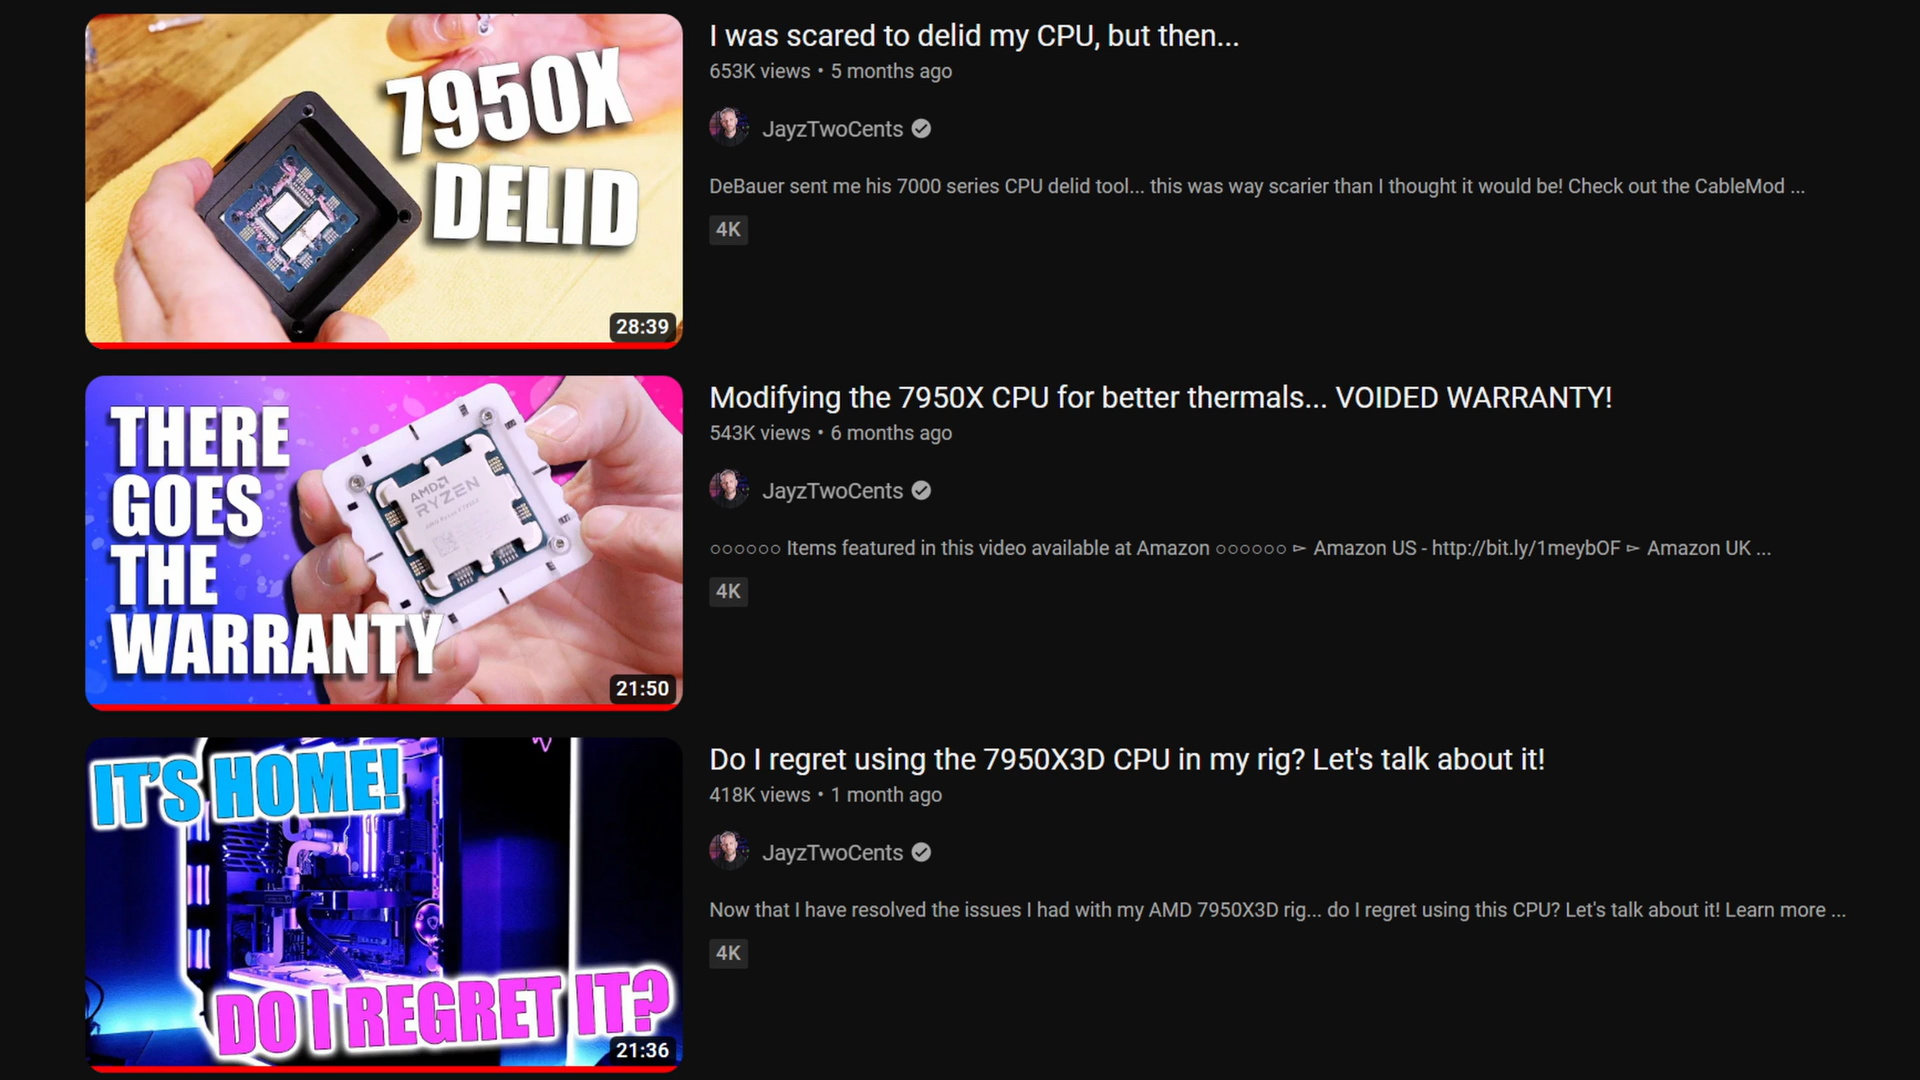 7950X
DELID
28:39
I was scared to delid my CPU, but then...
653K views • 5 months ago
JayzTwoCents
DeBauer sent me his 7000 series CPU delid tool... this was way scarier than I thought it would be! Check out the CableMod ...
4K
THERE
GOES
THE
WARRANTY
AMD
RYZEN
21:50
Modifying the 7950X CPU for better thermals... VOIDED WARRANTY!
543K views • 6 months ago
JayzTwoCents
○○○○○○ Items featured in this video available at Amazon ○○○○○○ ► Amazon US - http://bit.ly/1meybOF ► Amazon UK ...
4K
IT'S HOME!
DO I REGRET IT?
21:36
Do I regret using the 7950X3D CPU in my rig? Let's talk about it!
418K views • 1 month ago
JayzTwoCents
Now that I have resolved the issues I had with my AMD 7950X3D rig... do I regret using this CPU? Let's talk about it! Learn more ...
4K